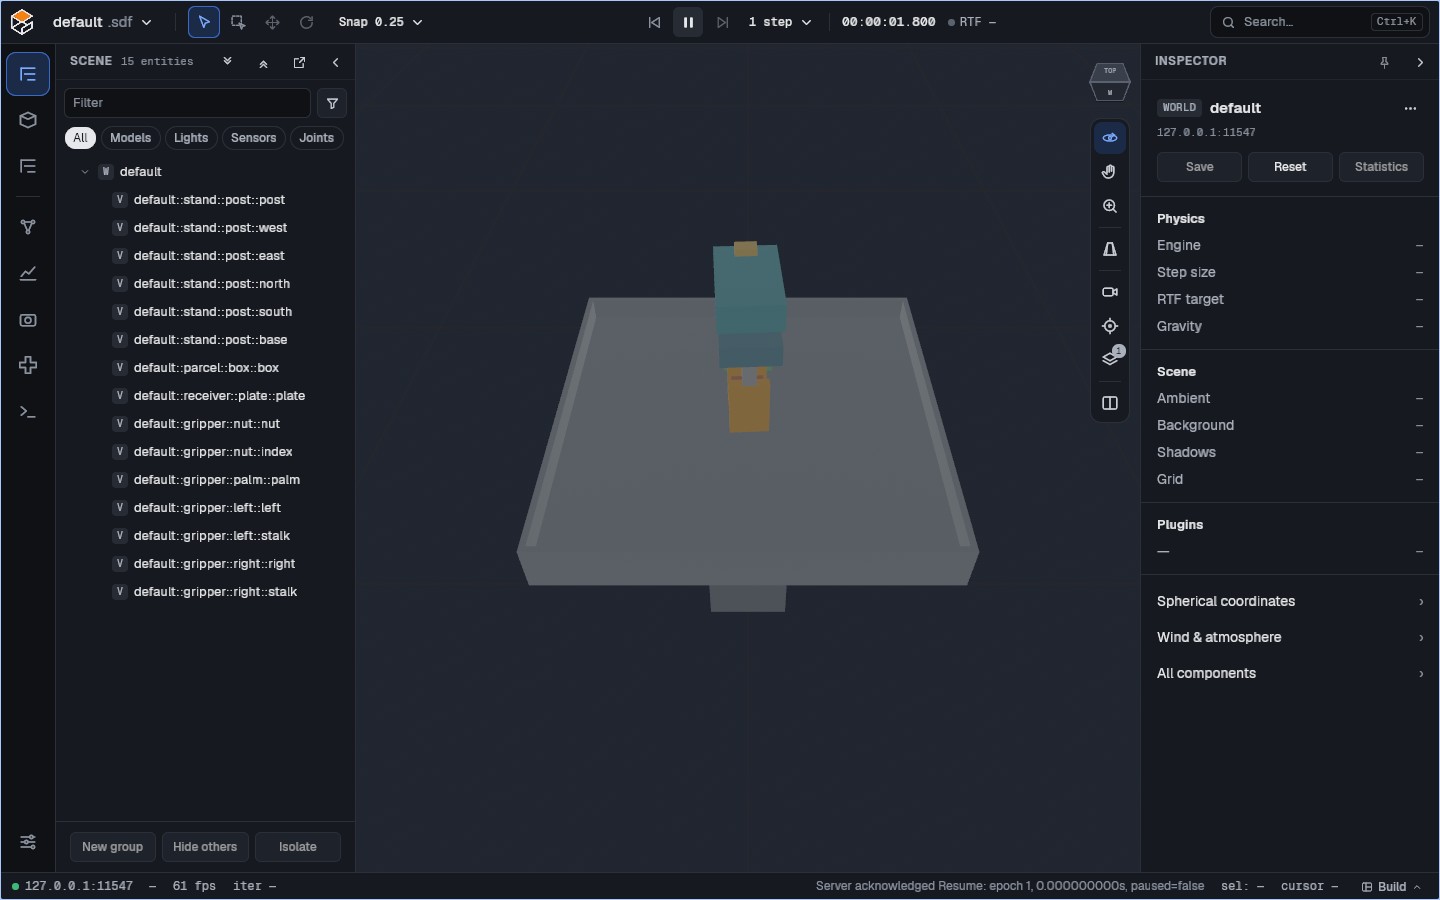 default .sdf
Snap 0.25
1 step
00:00:01.800
RTF –
Search...
Ctrl+K
SCENE 15 entities
Filter
All
Models
Lights
Sensors
Joints
W default
V default::stand::post::post
V default::stand::post::west
V default::stand::post::east
V default::stand::post::north
V default::stand::post::south
V default::stand::post::base
V default::parcel::box::box
V default::receiver::plate::plate
V default::gripper::nut::nut
V default::gripper::nut::index
V default::gripper::palm::palm
V default::gripper::left::left
V default::gripper::left::stalk
V default::gripper::right::right
V default::gripper::right::stalk
New group
Hide others
Isolate
TOP
1
INSPECTOR
WORLD default
127.0.0.1:11547
Save
Reset
Statistics
Physics
Engine –
Step size –
RTF target –
Gravity –
Scene
Ambient –
Background –
Shadows –
Grid –
Plugins
— –
Spherical coordinates
Wind & atmosphere
All components
127.0.0.1:11547 – 61 fps iter –
Server acknowledged Resume: epoch 1, 0.000000000s, paused=false
sel: –
cursor –
Build